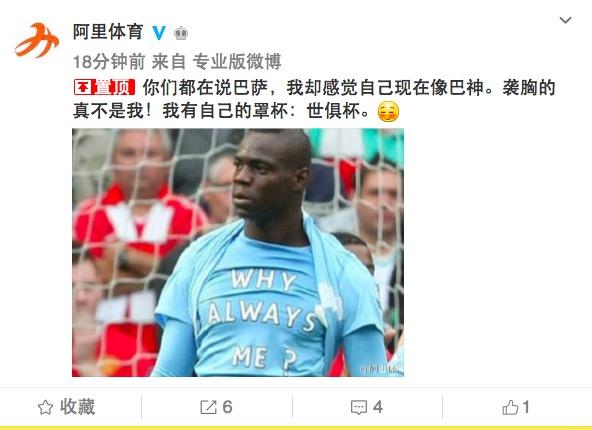 阿里体育
18分钟前 来自 专业版微博
置顶 你们都在说巴萨，我却感觉自己现在像巴神。袭胸的
真不是我！我有自己的罩杯：世俱杯。
WHY
ALWAYS
ME?
收藏
6
4
1